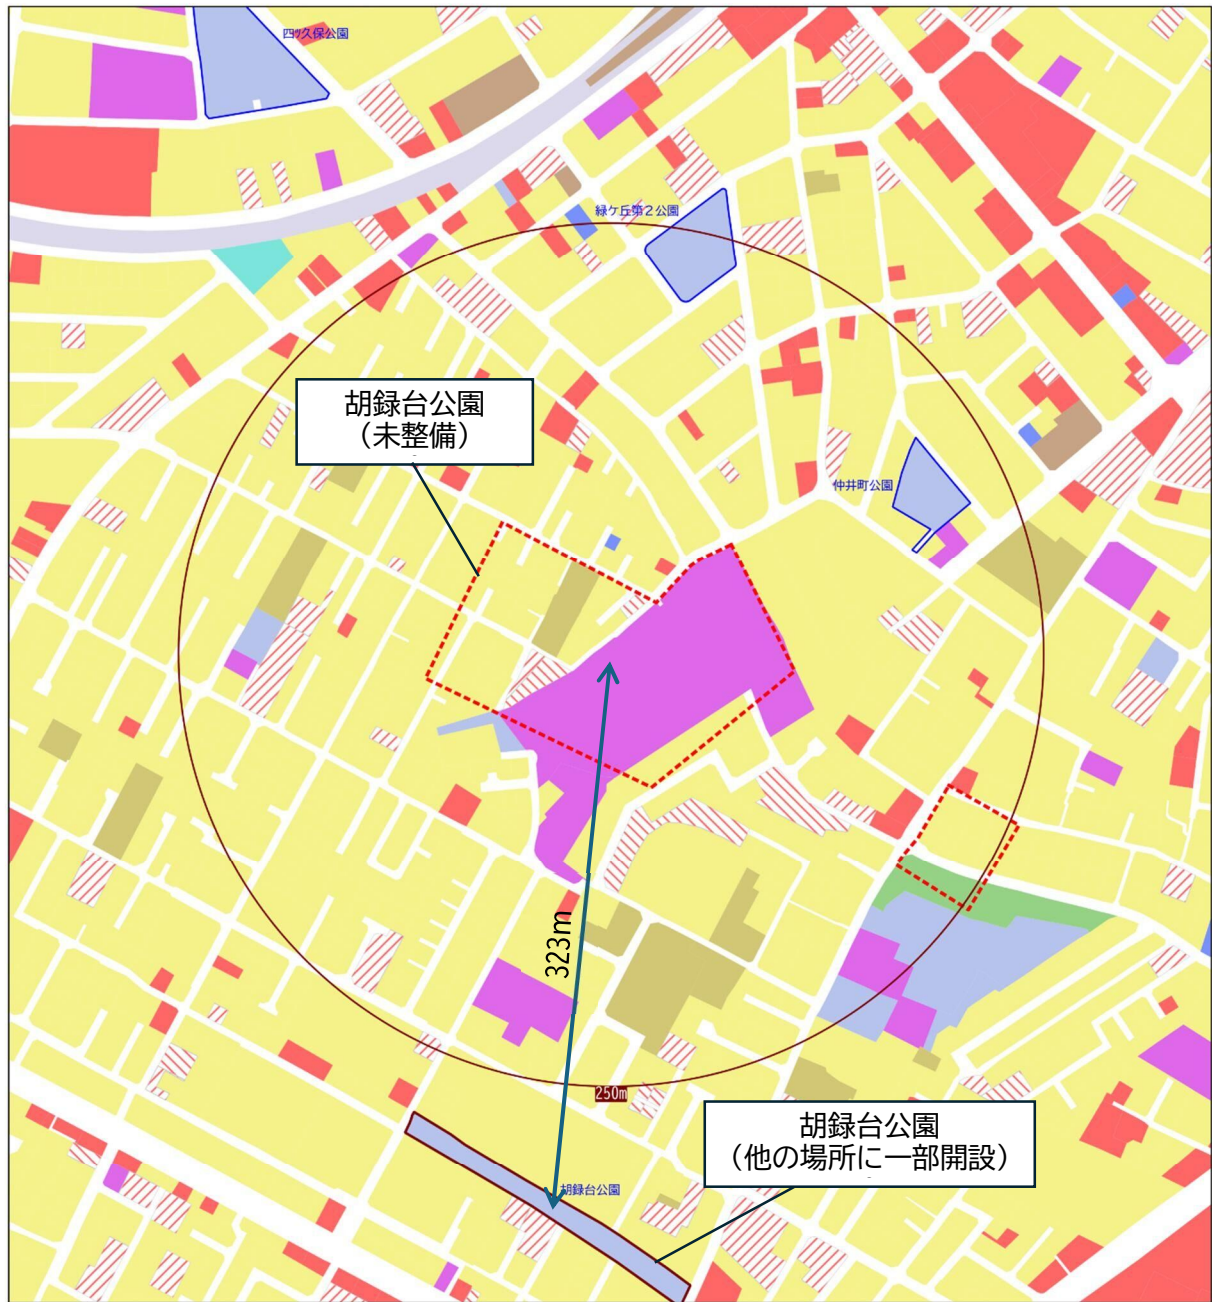 四ツ久保公園
緑ケ丘第2公園
胡録台公園
（未整備）
仲井町公園
323m
250m
胡録台公園
（他の場所に一部開設）
胡録台公園